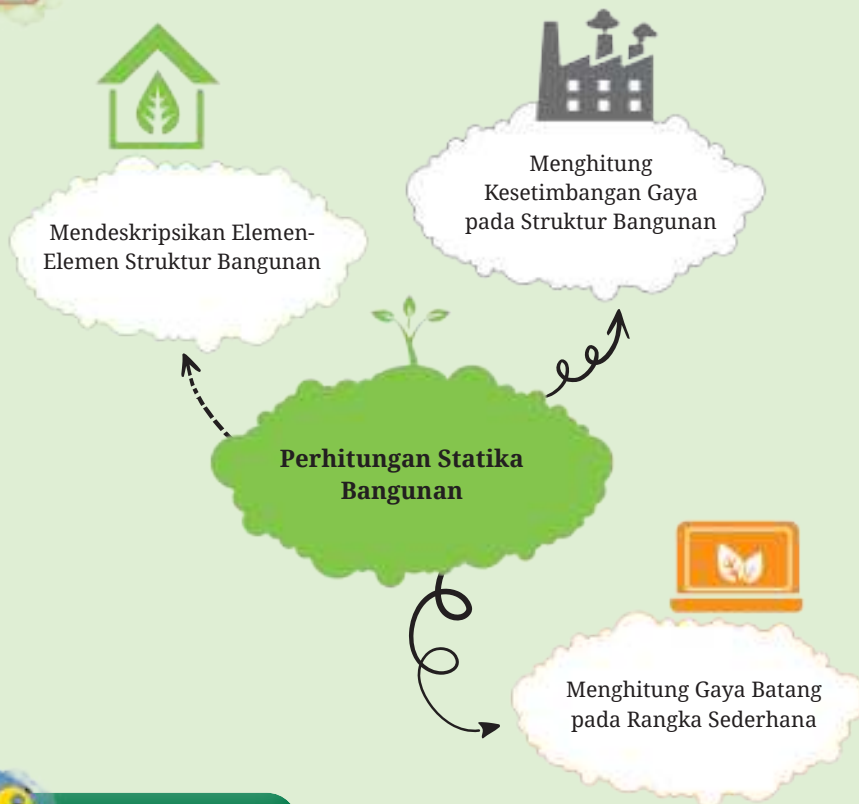 Menghitung
Kesetimbangan Gaya
pada Struktur Bangunan
Mendeskripsikan Elemen-
Elemen Struktur Bangunan
Perhitungan Statika
Bangunan
Menghitung Gaya Batang
pada Rangka Sederhana